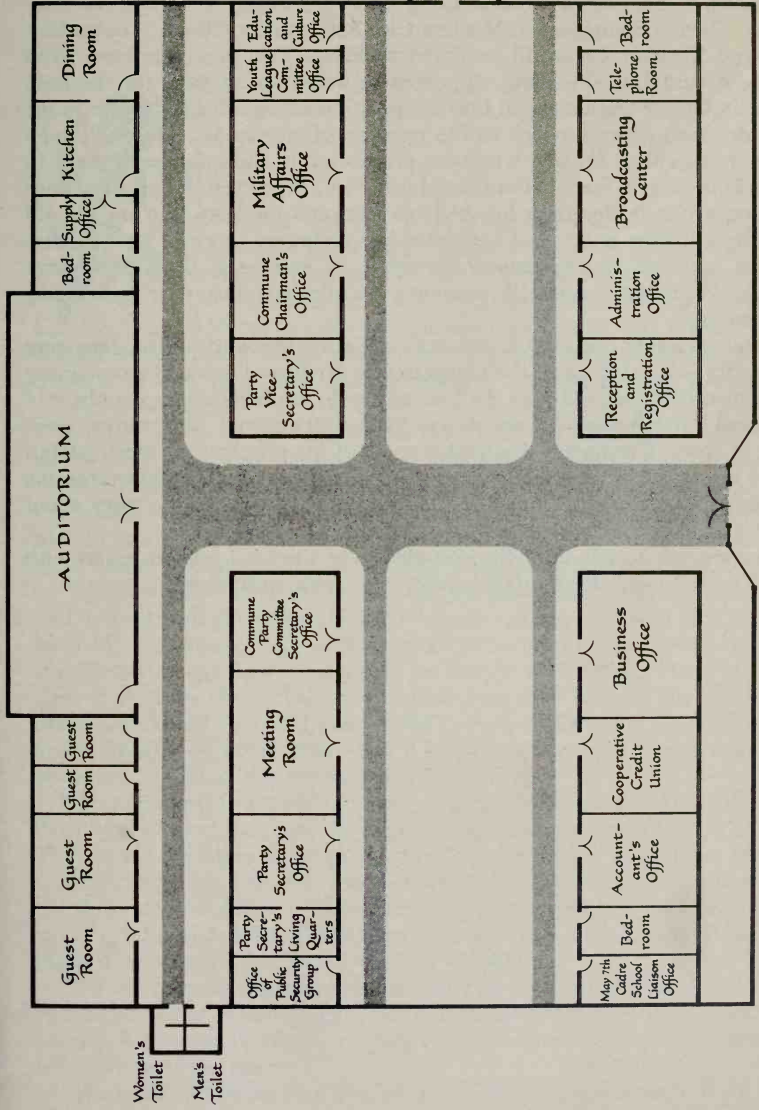 Dining
Room
Kitchen
Supply
Office
Bed-
room
AUDITORIUM
Guest
Room
Guest
Room
Guest
Room
Guest
Room
Women's
Toilet
Men's
Toilet
Edu-
cation
and
Culture
Office
Youth
League
Com-
mittee
Office
Military
Affairs
Office
Commune
Chairman's
Office
Party
Vice-
Secretary's
Office
Commune
Party
Committee
Secretary's
Office
Meeting
Room
Party
Secretary's
Office
Party
Secre-
tary's
Living
Quar-
ters
Office
of
Public
Security
Group
Bed-
room
Tele-
phone
Room
Broadcasting
Center
Adminis-
tration
Office
Reception
and
Registration
Office
Business
Office
Cooperative
Credit
Union
Account-
ant's
Office
Bed-
room
May 7th
Cadre
School
Liaison
Office